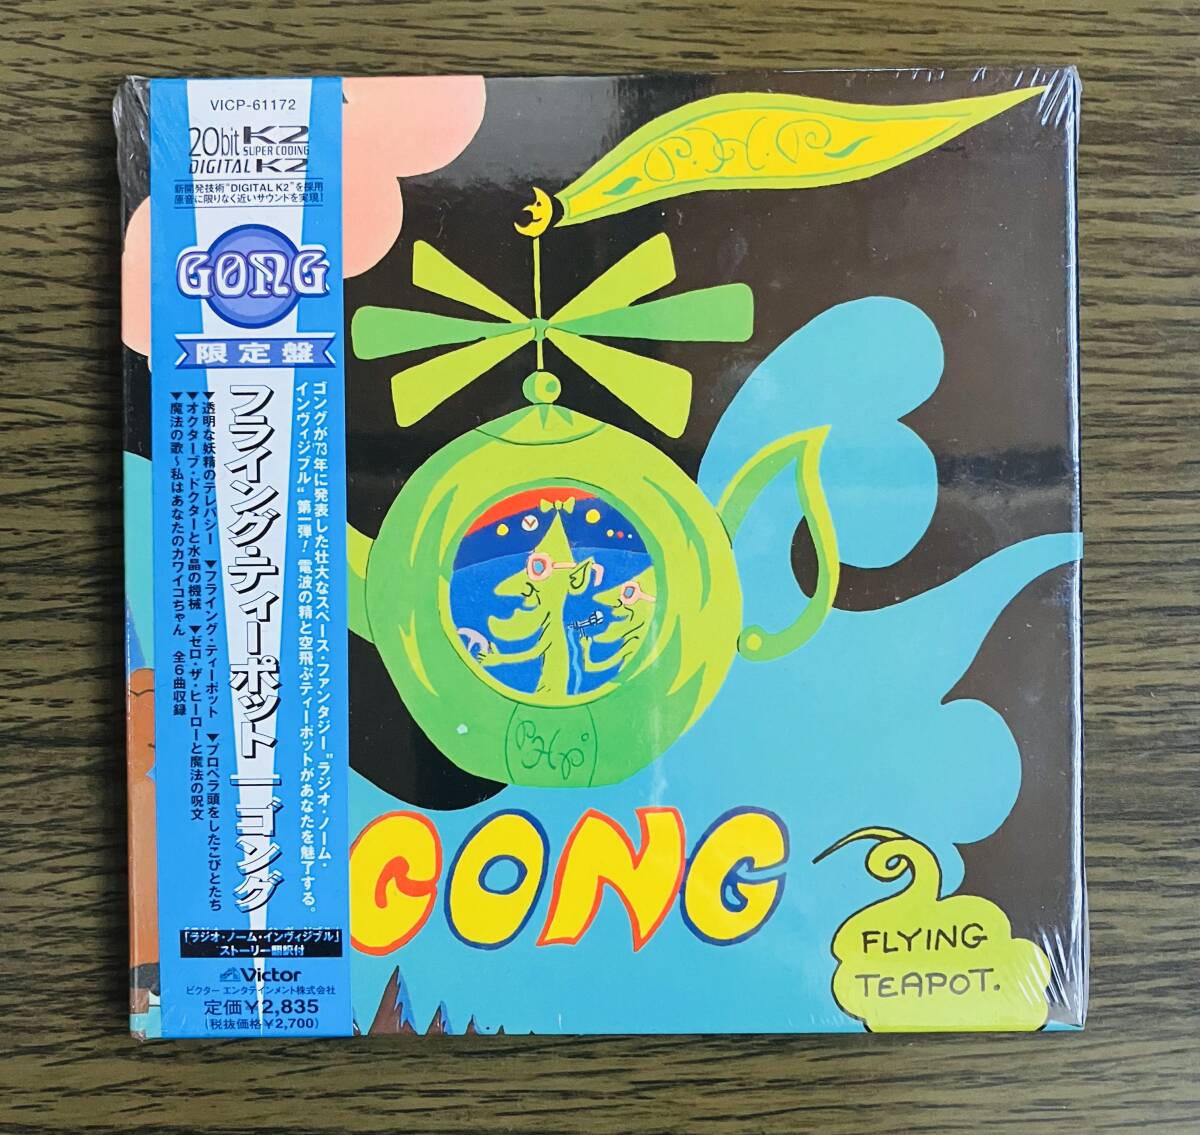 VICP-61172
20bit K2
SUPER CODING
DIGITAL K2
新開発技術"DIGITAL K2"を採用
原音に限りなく近いサウンドを実現!
GONG
限定盤
ゴングが'73年に発表した壮大なスペース・ファンタジー"ラジオ・ノーム・
インヴィジブル"第一弾! 電波の精と空飛ぶティーポットがあなたを魅了する。
フライング・ティーポット/ゴング
▼透明な妖精のテレパシー ▼フライング・ティーポット ▼プロペラ頭をしたこびとたち
▼オクターブ・ドクターと水晶の機械 ▼ゼロ・ザ・ヒーローと魔法の呪文
▼魔法の歌~私はあなたのカワイコちゃん 全6曲収録
「ラジオ・ノーム・インヴィジブル」
ストーリー翻訳付
Victor
ビクター エンタテインメント株式会社
定価¥2,835
(税抜価格¥2,700)
P.H.P
P.H.P.
GONG
FLYING
TEAPOT.